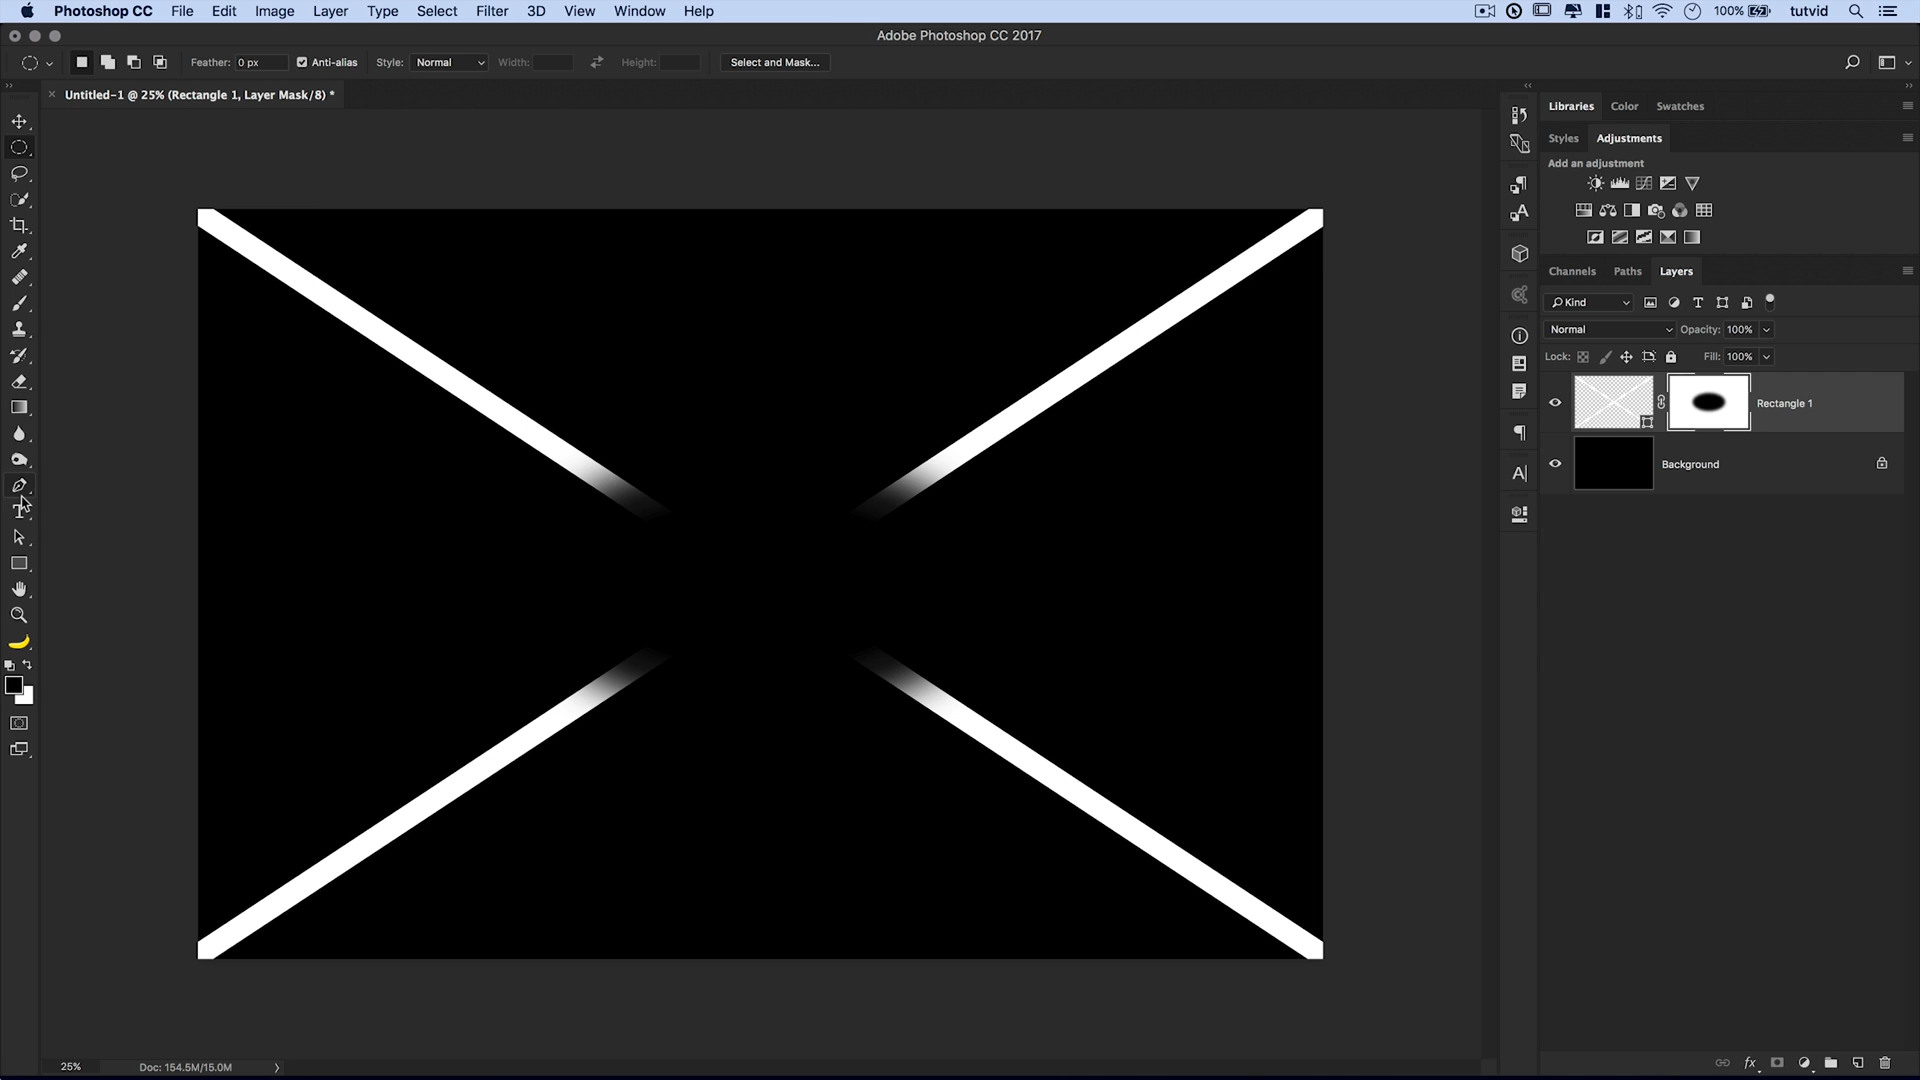 Photoshop CC File Edit Image Layer Type Select Filter 3D View Window Help 100% tutvid
Adobe Photoshop CC 2017
Feather: 0 px Anti-alias Style: Normal Width: Height: Select and Mask...
Untitled-1 @ 25% (Rectangle 1, Layer Mask/8) *
Libraries Color Swatches
Styles Adjustments
Add an adjustment
Channels Paths Layers
Kind
Normal Opacity: 100%
Lock: Fill: 100%
Rectangle 1
Background
25% Doc: 154.5M/15.0M